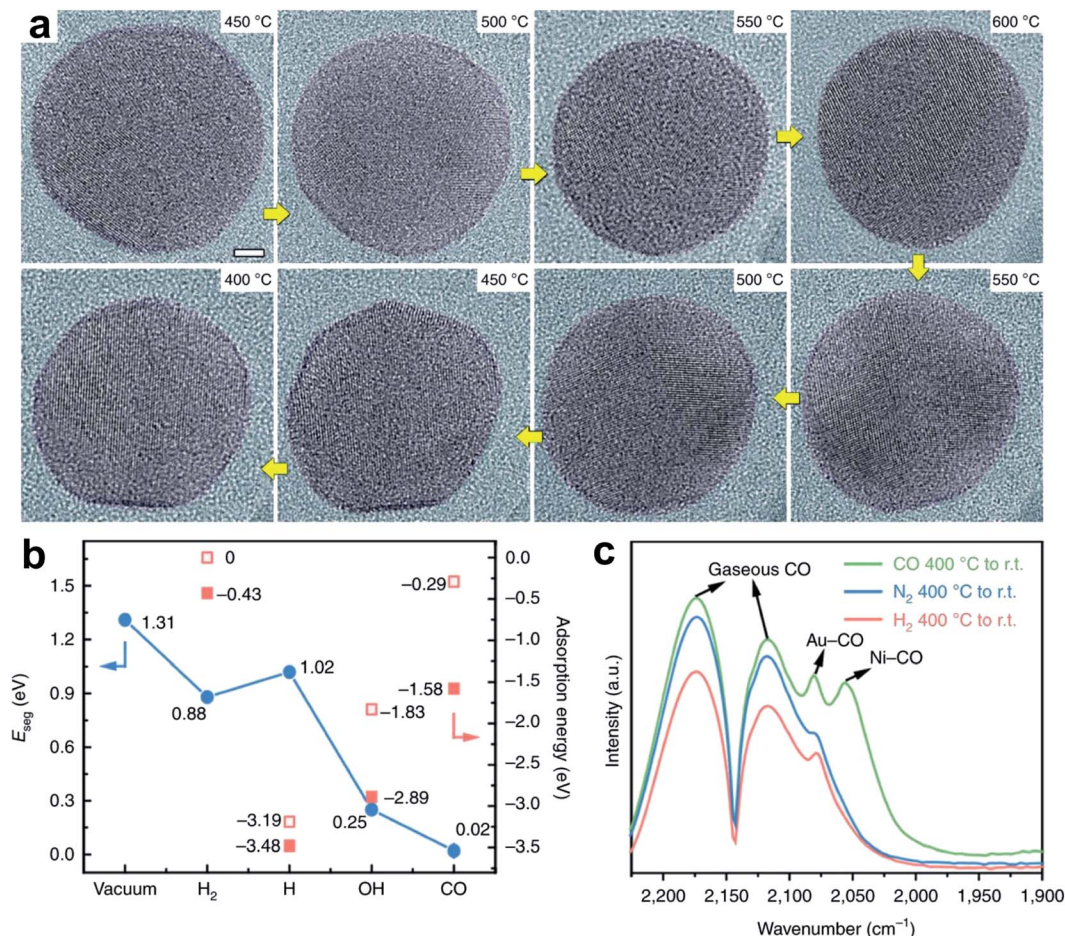 a
450 °C
500 °C
550 °C
600 °C
400 °C
450 °C
500 °C
550 °C
b
E_seg (eV)
1.5
1.2
0.9
0.6
0.3
0.0
1.31
0.88
1.02
0.25
0.02
0
−0.43
−3.19
−3.48
−1.83
−2.89
−0.29
−1.58
0.0
−0.5
−1.0
−1.5
−2.0
−2.5
−3.0
−3.5
Adsorption energy (eV)
Vacuum
H₂
H
OH
CO
c
Gaseous CO
CO 400 °C to r.t.
N₂ 400 °C to r.t.
H₂ 400 °C to r.t.
Au–CO
Ni–CO
Intensity (a.u.)
2,200
2,150
2,100
2,050
2,000
1,950
1,900
Wavenumber (cm⁻¹)